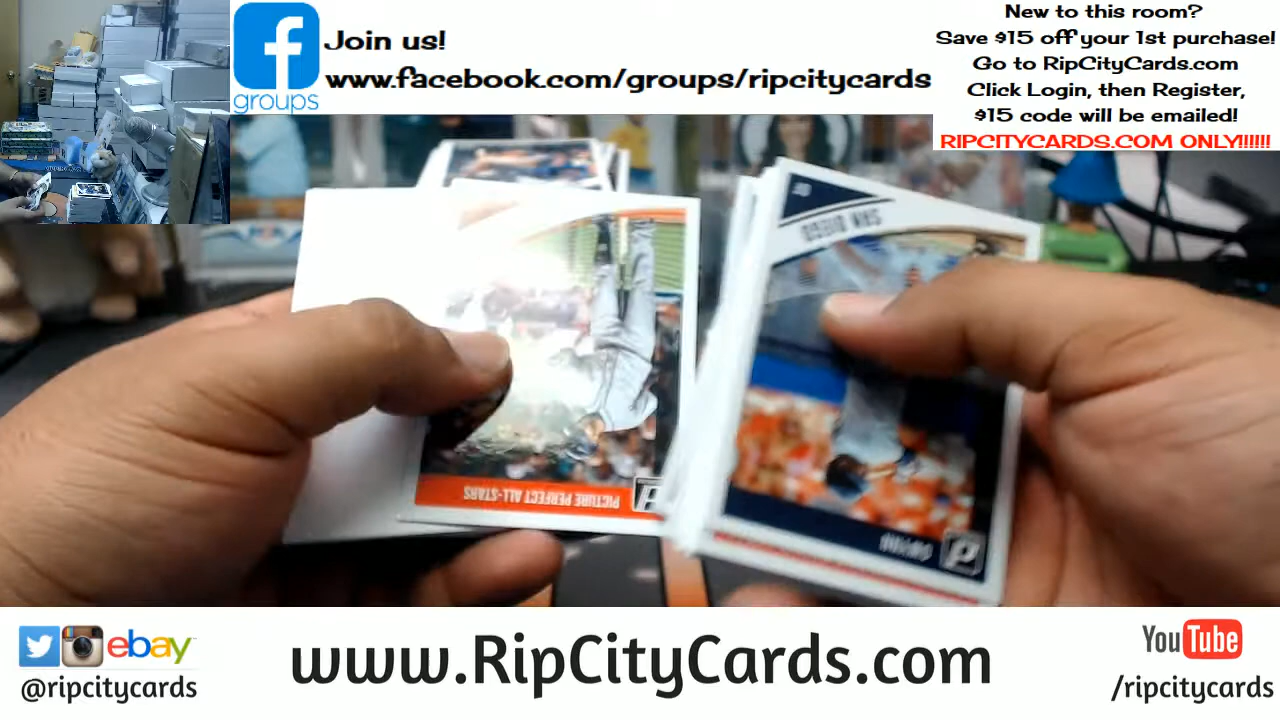 groups
Join us!
www.facebook.com/groups/ripcitycards
New to this room?
Save $15 off your 1st purchase!
Go to RipCityCards.com
Click Login, then Register,
$15 code will be emailed!
RIPCITYCARDS.COM ONLY!!!!!!
SAN DIEGO
PICTURE PERFECT ALL-STARS
GWYNN
ebay
@ripcitycards
www.RipCityCards.com
YouTube
/ripcitycards